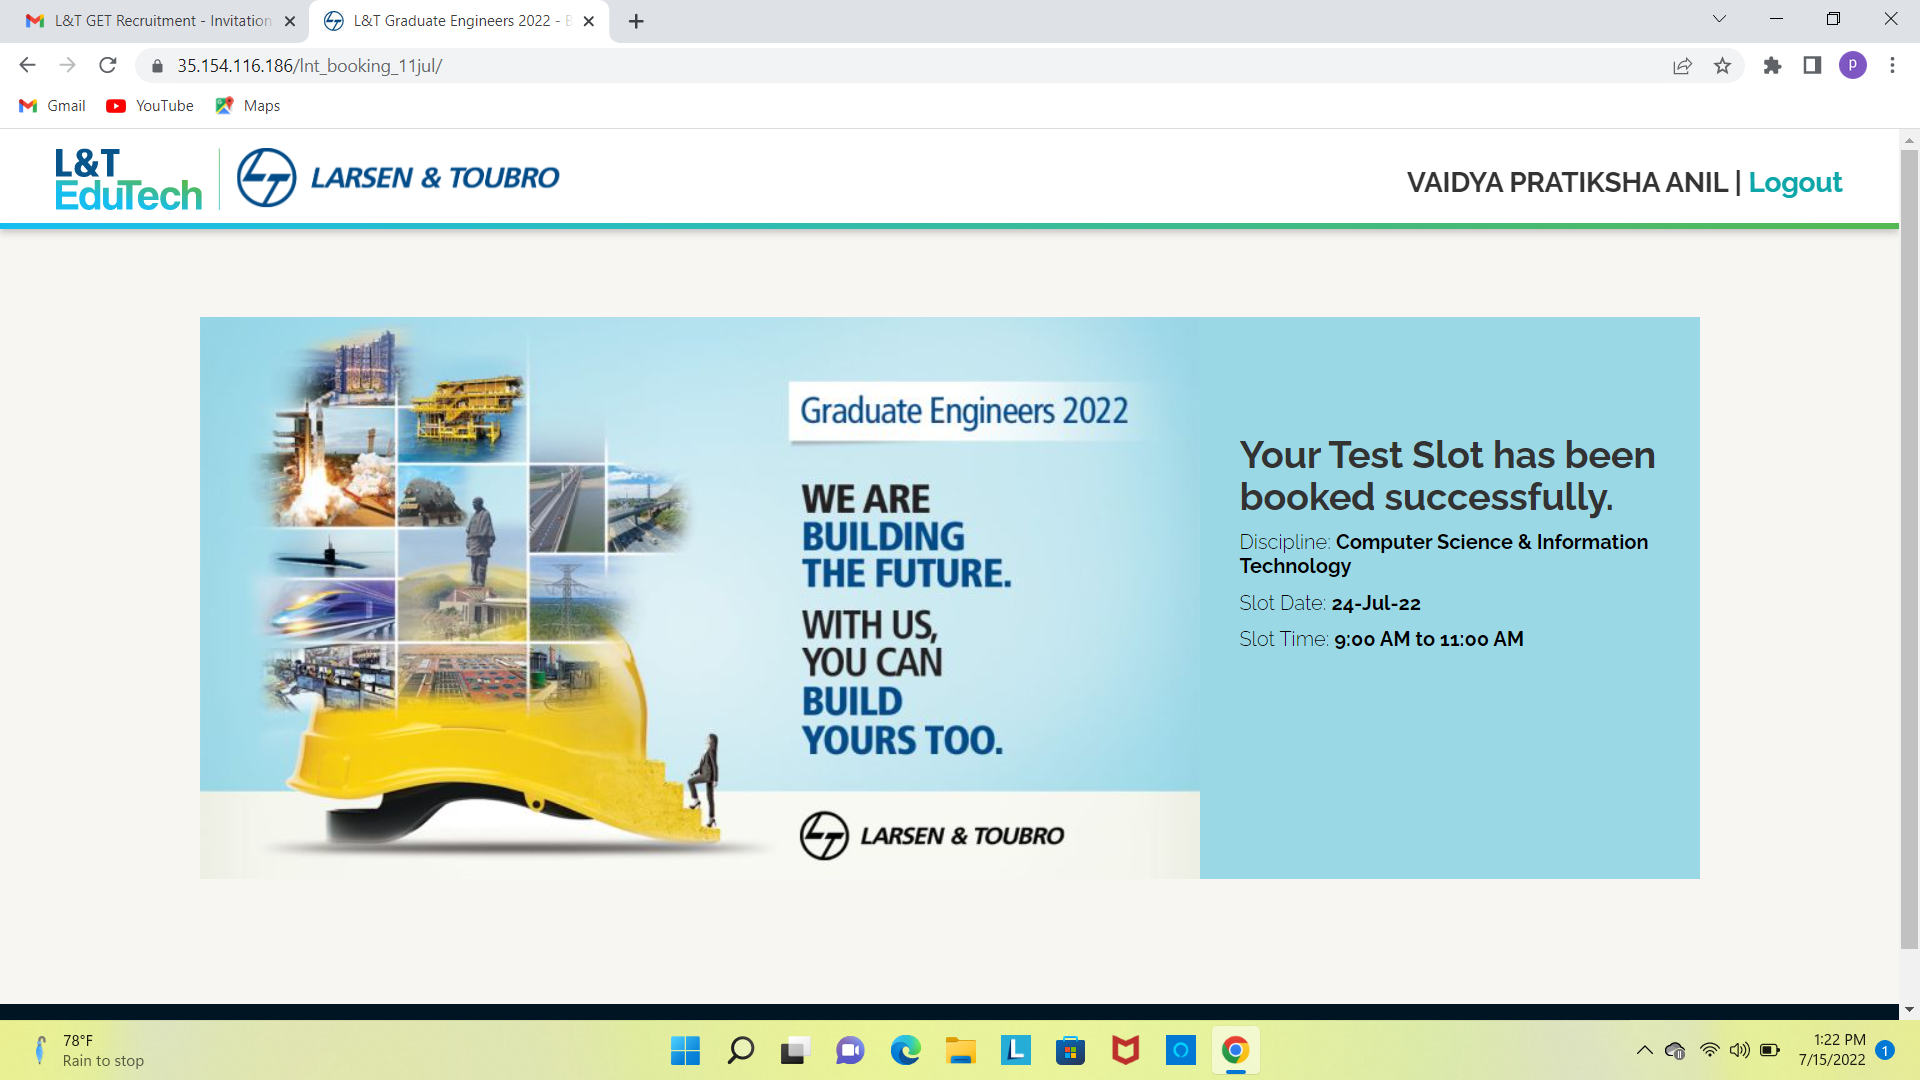 L&T GET Recruitment - Invitation
L&T Graduate Engineers 2022 - B
35.154.116.186/lnt_booking_11jul/
P
Gmail
YouTube
Maps
L&T
EduTech
LARSEN & TOUBRO
VAIDYA PRATIKSHA ANIL | Logout
Graduate Engineers 2022
WE ARE
BUILDING
THE FUTURE.
WITH US,
YOU CAN
BUILD
YOURS TOO.
LARSEN & TOUBRO
Your Test Slot has been
booked successfully.
Discipline: Computer Science & Information
Technology
Slot Date: 24-Jul-22
Slot Time: 9:00 AM to 11:00 AM
78°F
Rain to stop
L
1:22 PM
7/15/2022
1